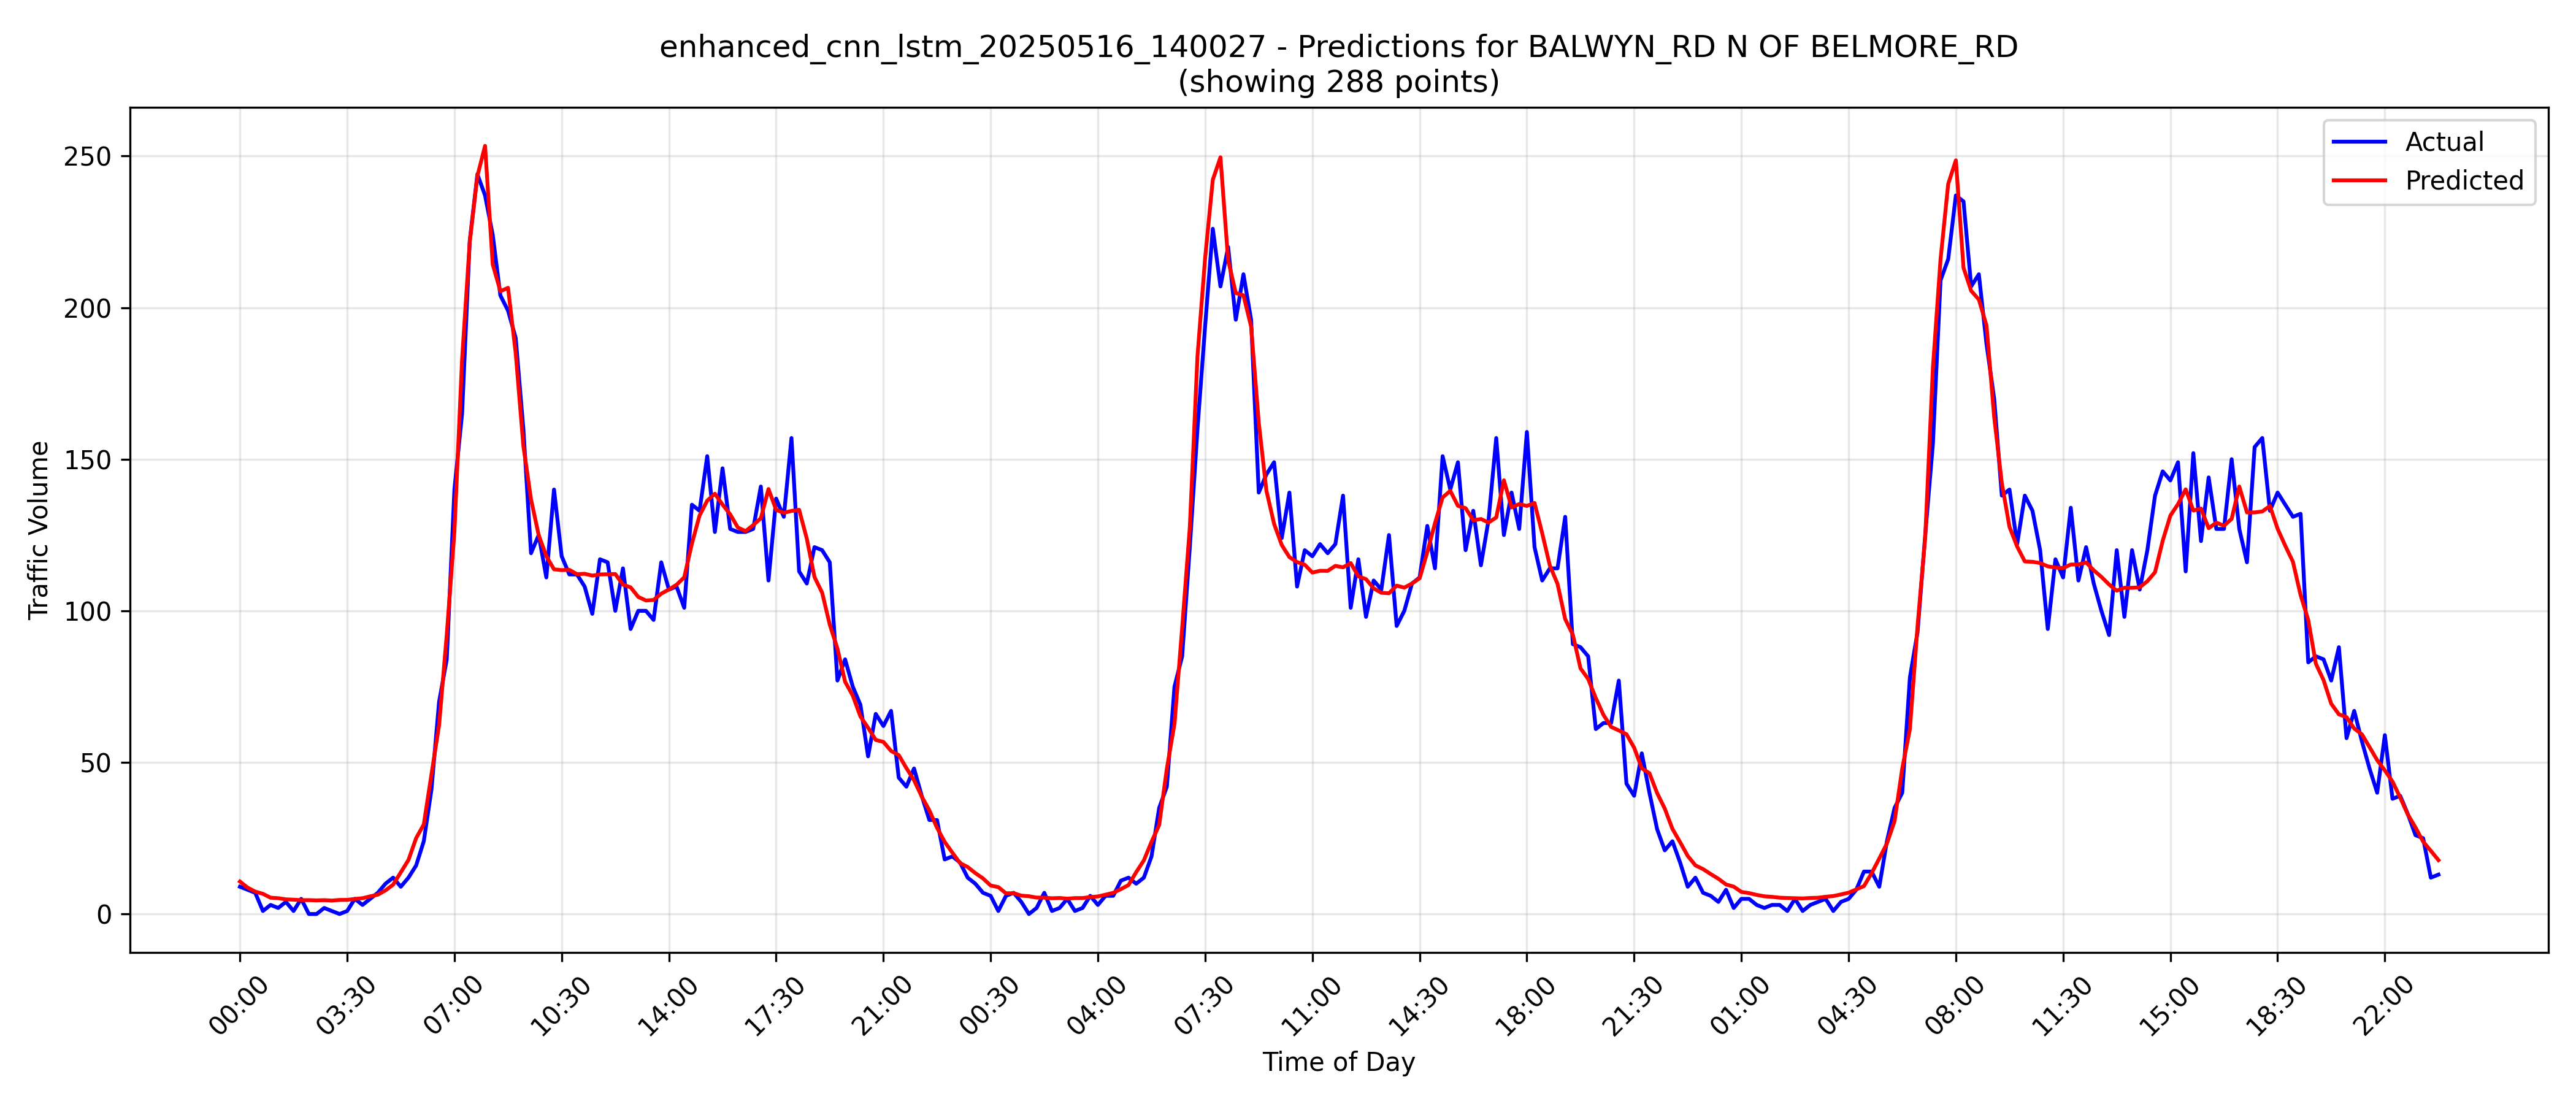 enhanced_cnn_lstm_20250516_140027 - Predictions for BALWYN_RD N OF BELMORE_RD
(showing 288 points)
Actual
Predicted
Traffic Volume
250
200
150
100
50
0
00:00 03:30 07:00 10:30 14:00 17:30 21:00 00:30 04:00 07:30 11:00 14:30 18:00 21:30 01:00 04:30 08:00 11:30 15:00 18:30 22:00
Time of Day